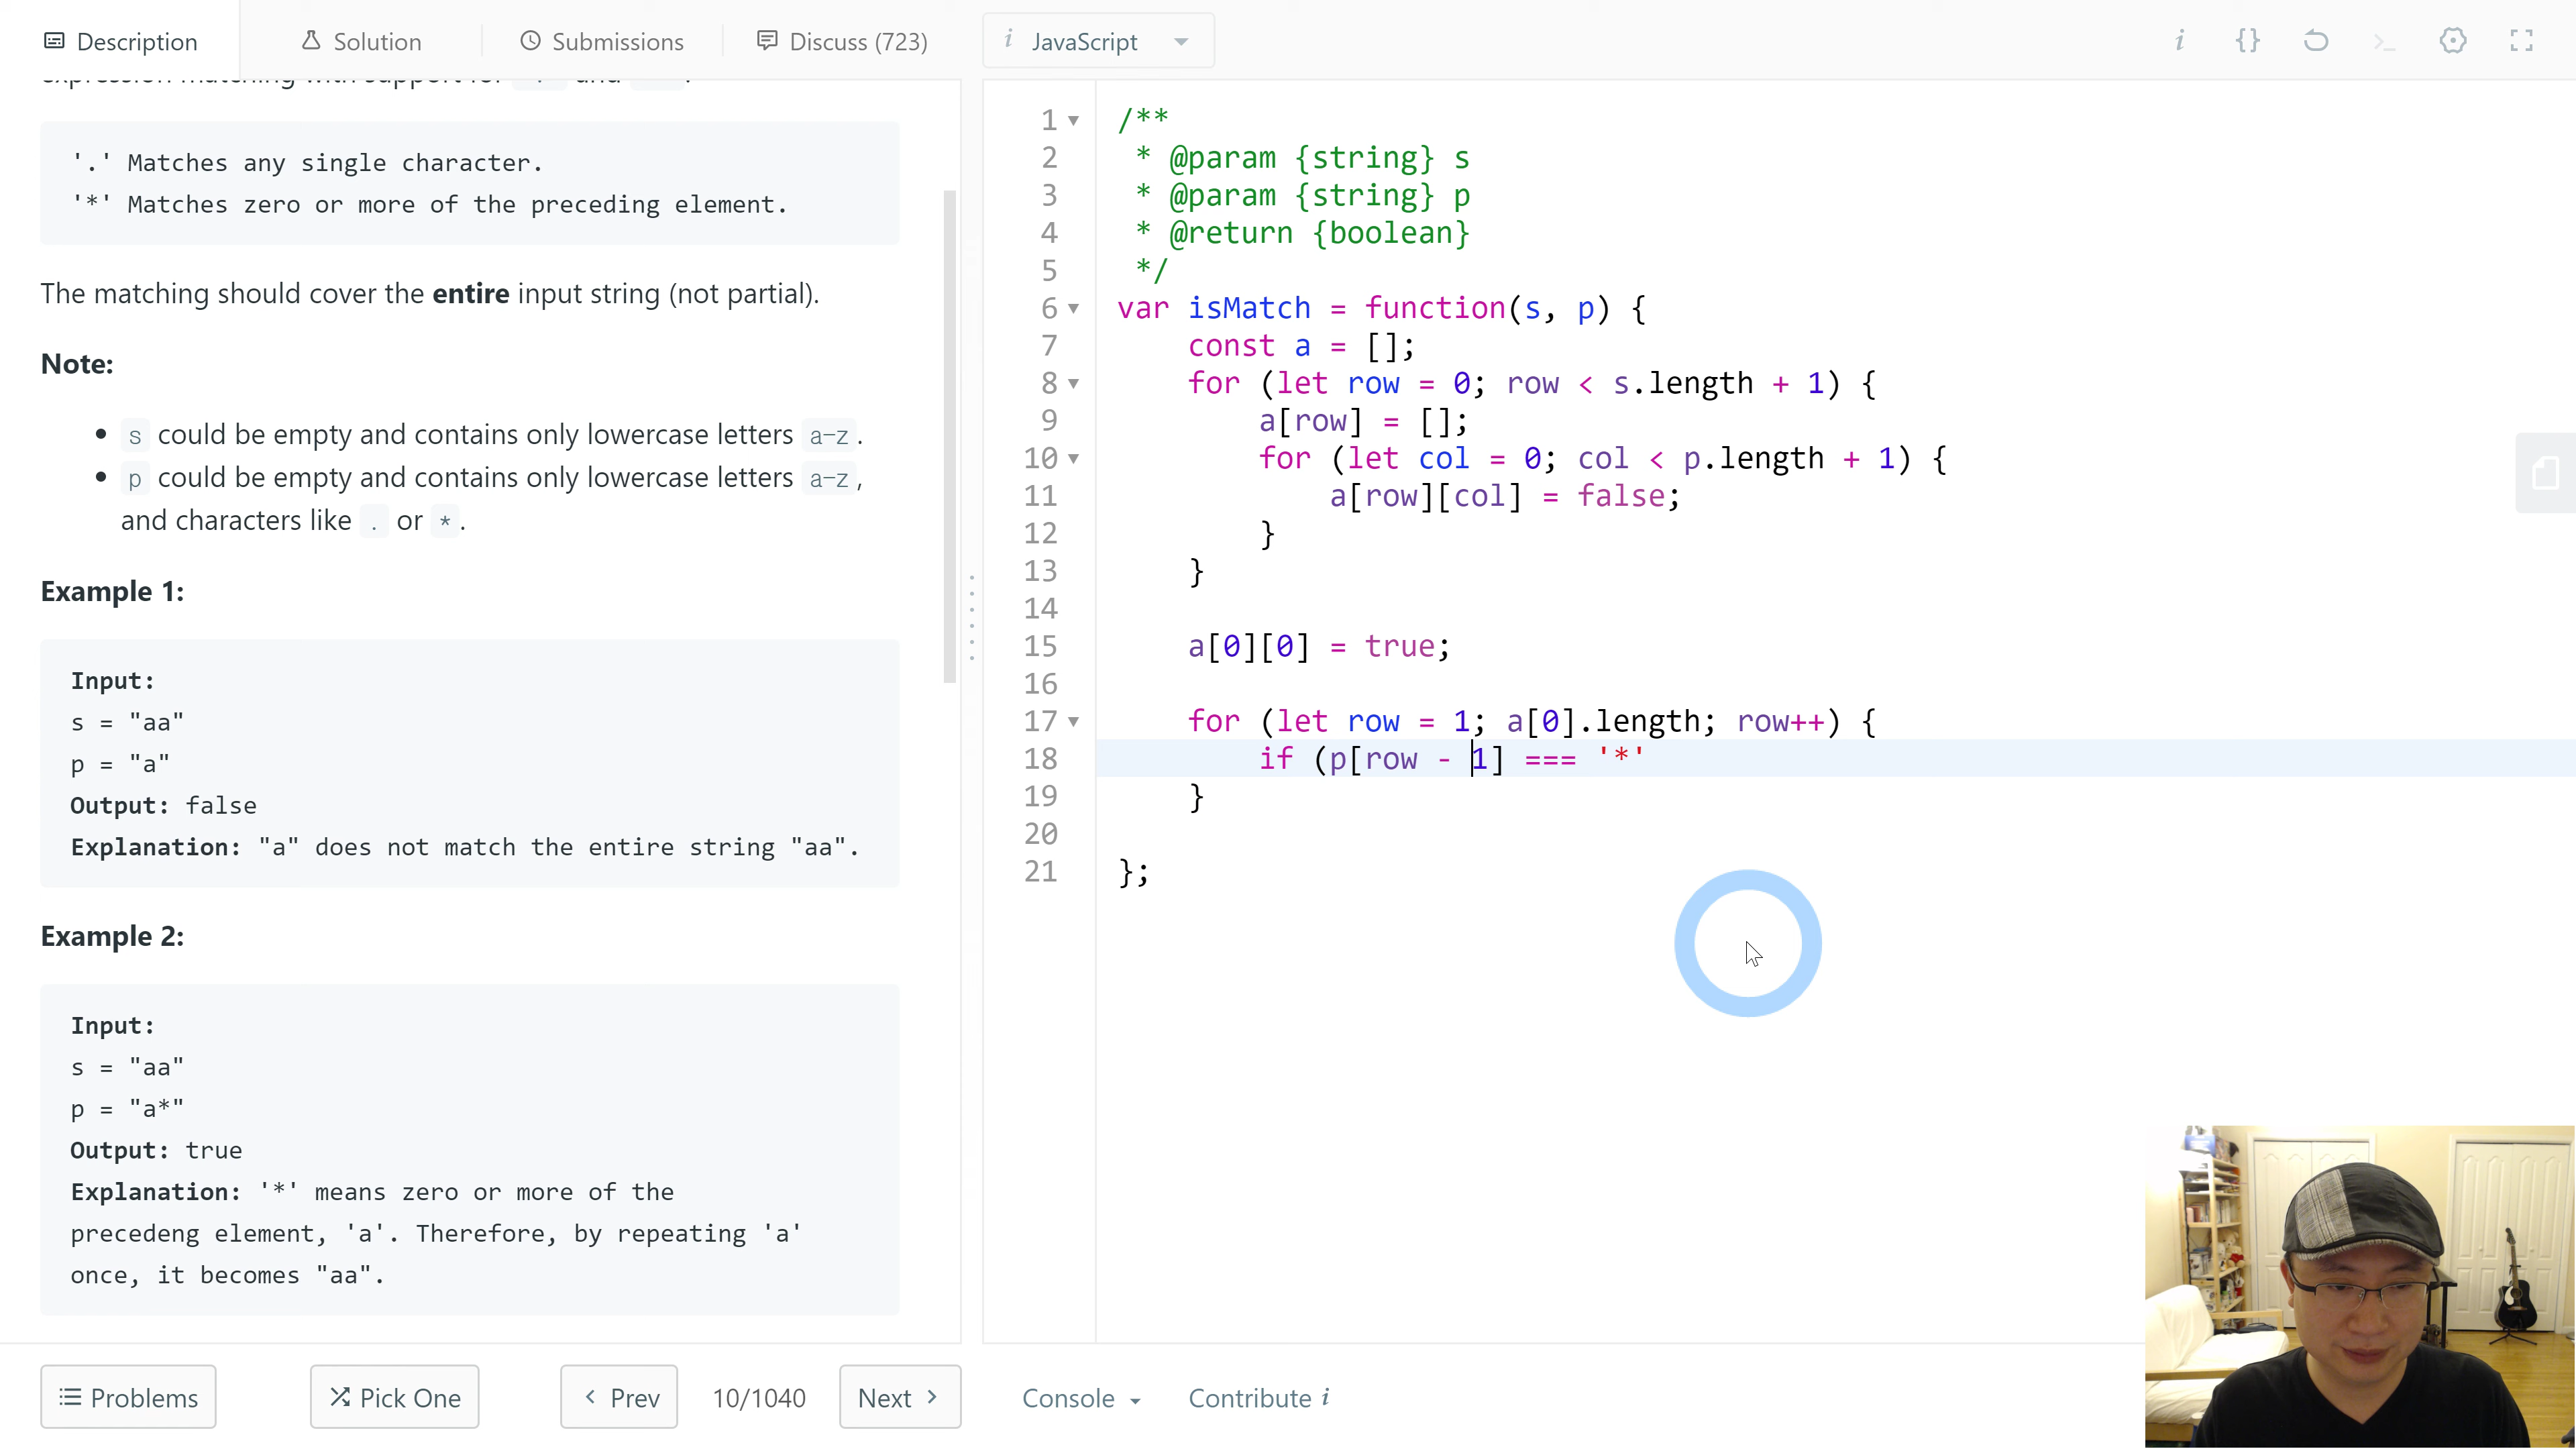 Description
Solution
Submissions
Discuss (723)
i JavaScript
i {}
'.' Matches any single character.
'*' Matches zero or more of the preceding element.
The matching should cover the entire input string (not partial).
Note:
• s could be empty and contains only lowercase letters a-z.
• p could be empty and contains only lowercase letters a-z,
and characters like . or *.
Example 1:
Input:
s = "aa"
p = "a"
Output: false
Explanation: "a" does not match the entire string "aa".
Example 2:
Input:
s = "aa"
p = "a*"
Output: true
Explanation: '*' means zero or more of the
precedeng element, 'a'. Therefore, by repeating 'a'
once, it becomes "aa".
Problems
Pick One
Prev
10/1040
Next
1 /**
2 * @param {string} s
3 * @param {string} p
4 * @return {boolean}
5 */
6 var isMatch = function(s, p) {
7 const a = [];
8 for (let row = 0; row < s.length + 1) {
9 a[row] = [];
10 for (let col = 0; col < p.length + 1) {
11 a[row][col] = false;
12 }
13 }
14
15 a[0][0] = true;
16
17 for (let row = 1; a[0].length; row++) {
18 if (p[row - 1] === '*'
19 }
20
21 };
Console
Contribute i